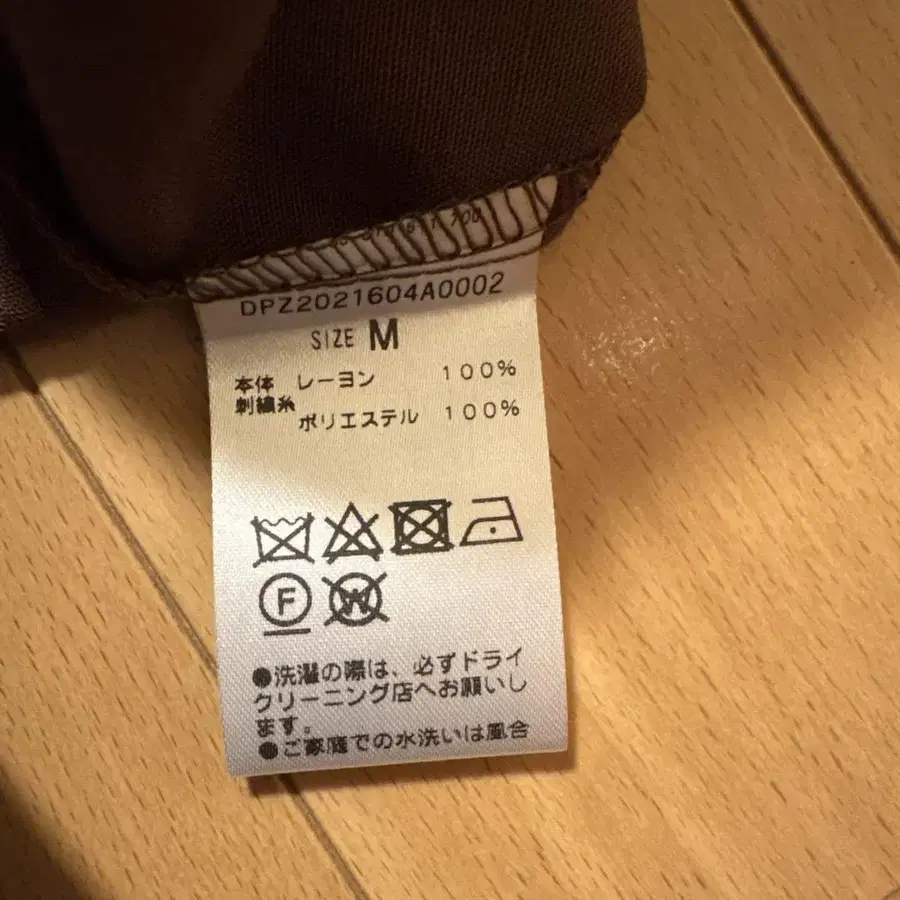 DPZ2021604A0002
SIZE M
本体 レーヨン 100%
刺繍糸
ポリエステル 100%
F
W
●洗濯の際は、必ずドライ
クリーニング店へお願いし
ます。
●ご家庭での水洗いは風合